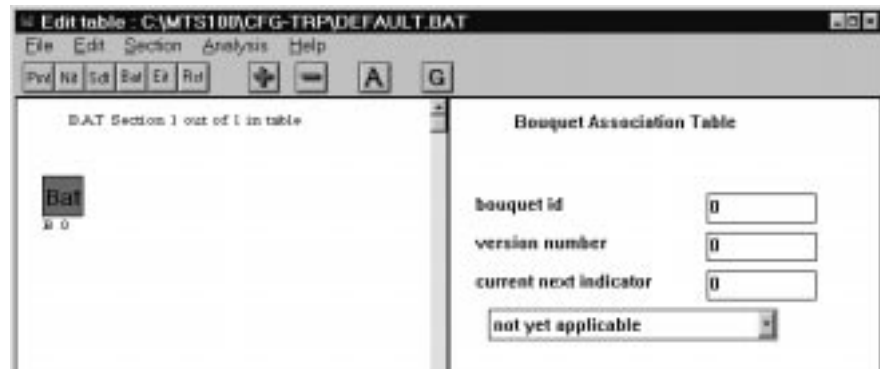 Edit table : C:\MTS100\CFG-TRP\DEFAULT.BAT
File Edit Section Analysis Help
Pmt Nit Sdt Bat Eit Rst A G
BAT Section 1 out of 1 in table
Bat
B 0
Bouquet Association Table
bouquet id 0
version number 0
current next indicator 0
not yet applicable